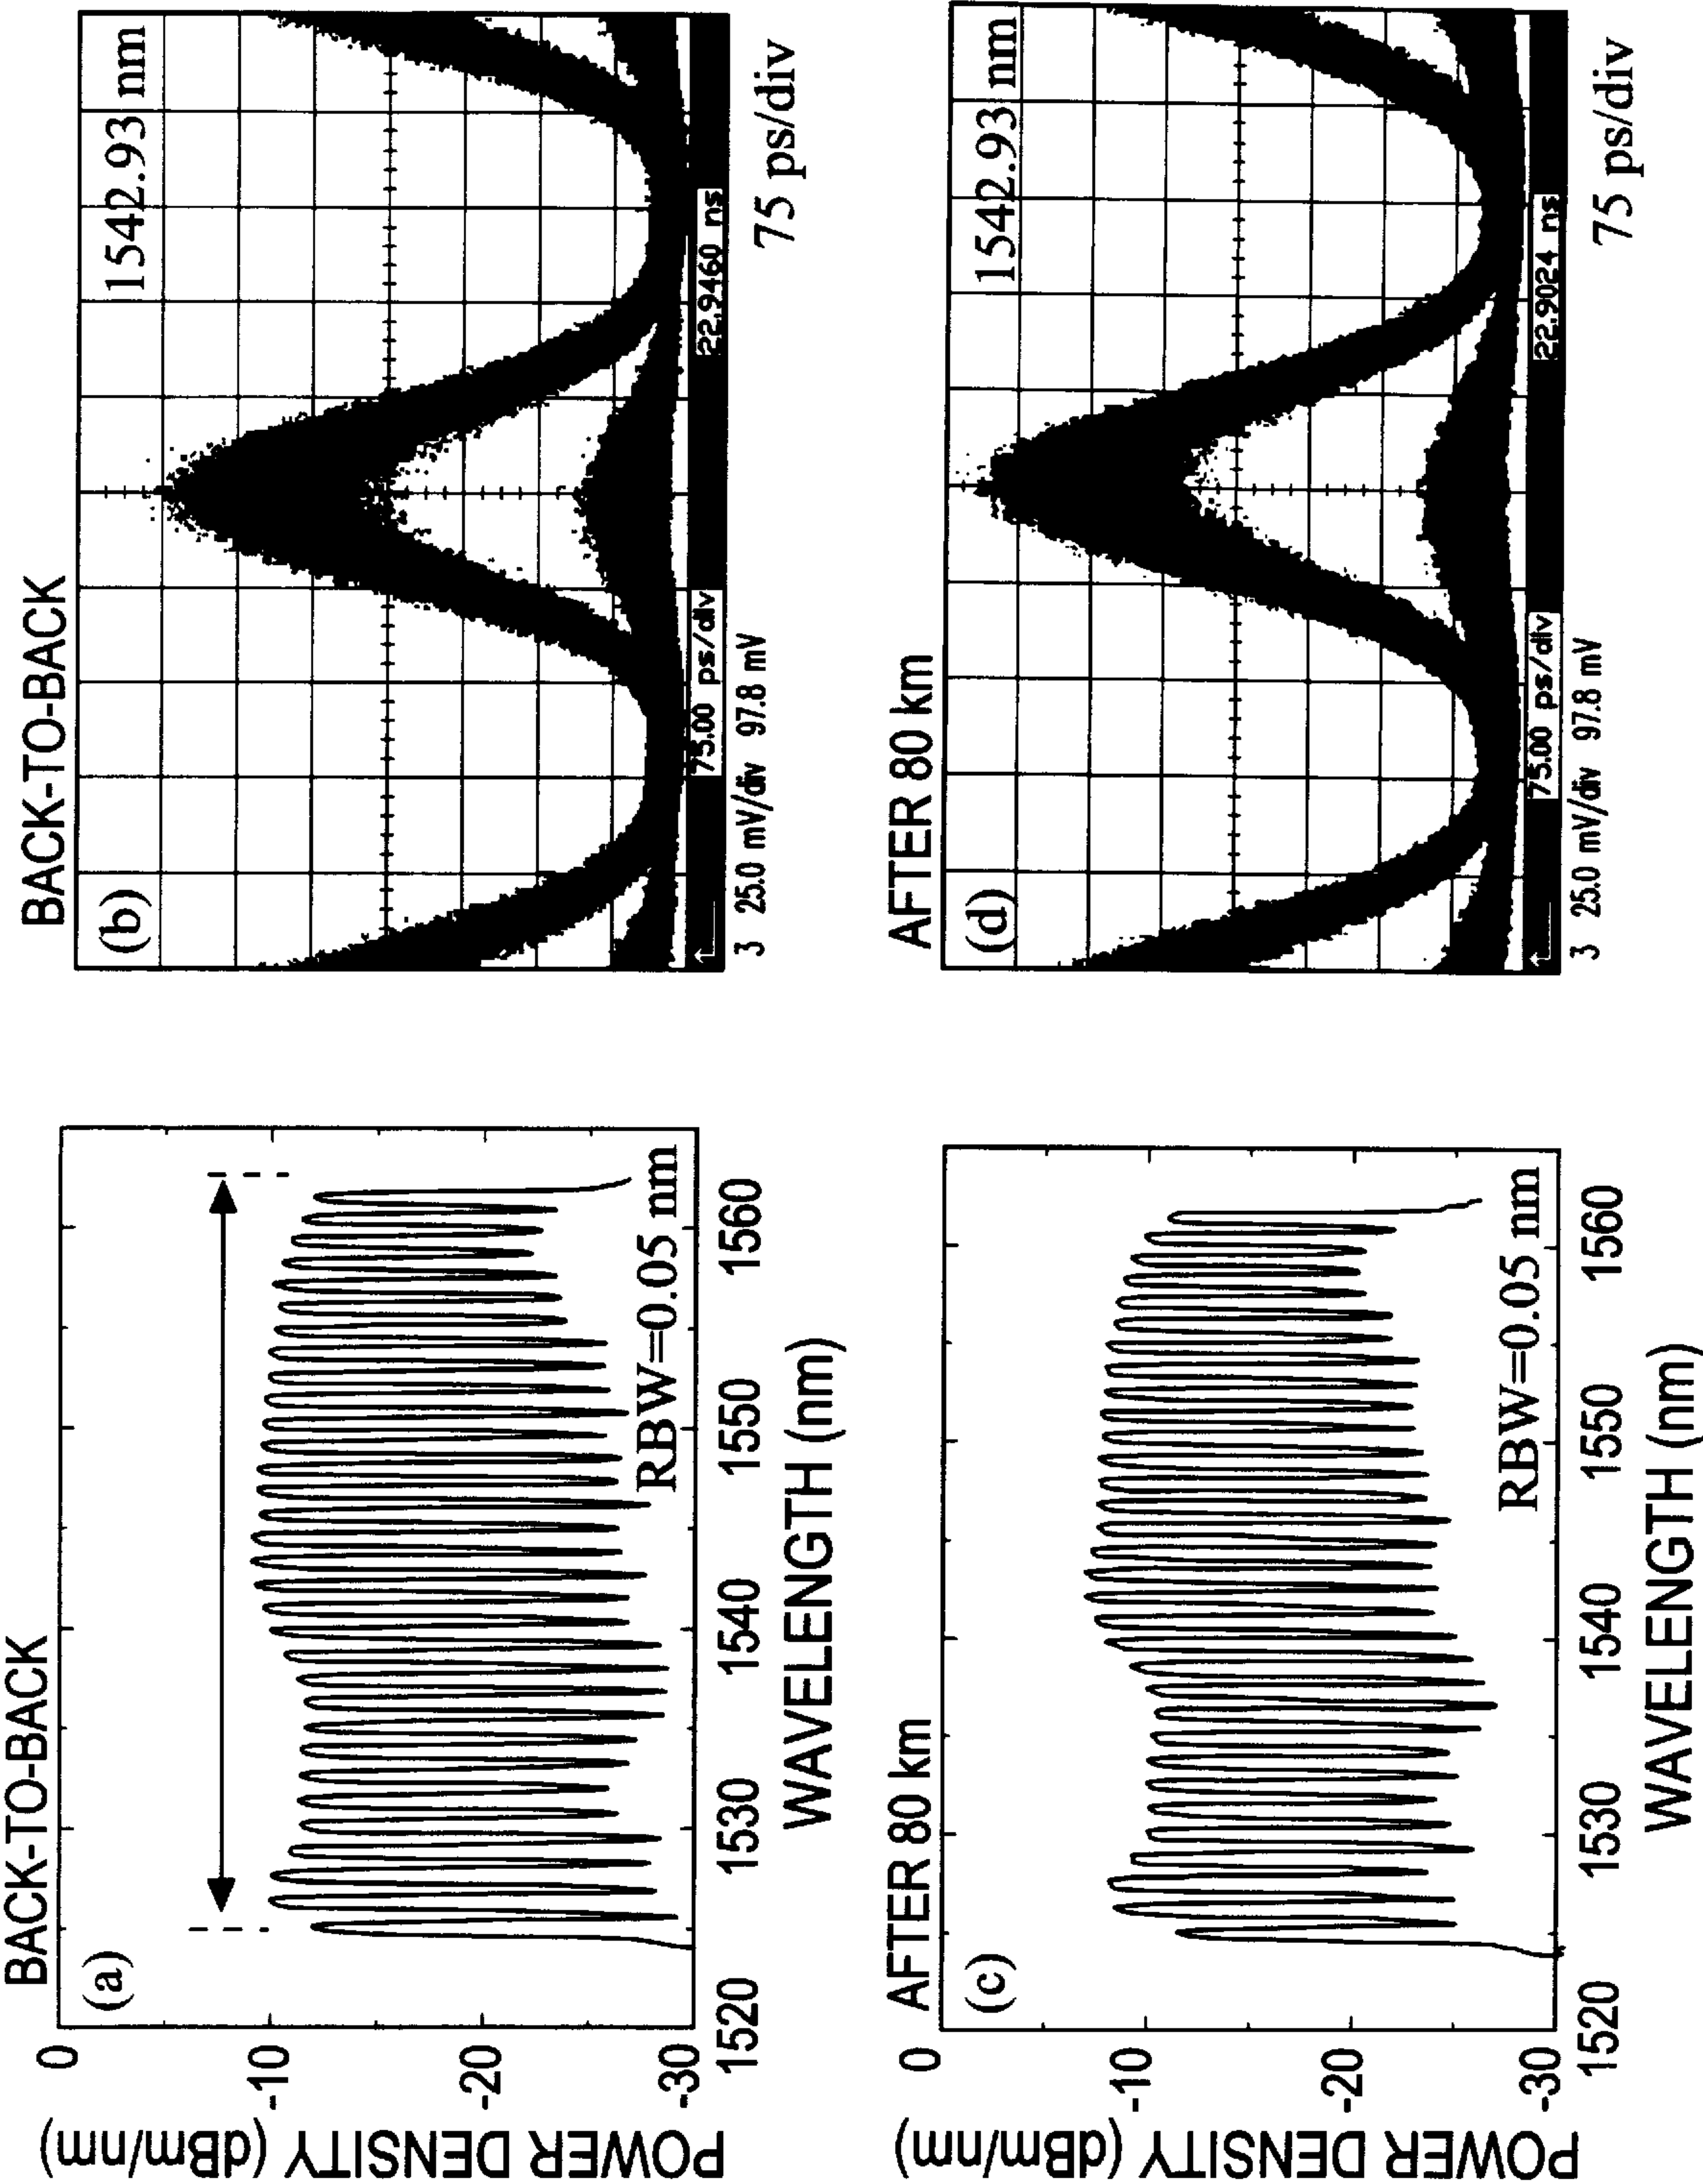 BACK-TO-BACK
(a)
0
-10
-20
-30
POWER DENSITY (dBm/nm)
RBW=0.05 nm
1520 1530 1540 1550 1560
WAVELENGTH (nm)
BACK-TO-BACK
(b)
1542.93 nm
75.00 ps/div 22.9460 ns
3 25.0 mV/div 97.8 mV
75 ps/div
AFTER 80 km
(c)
0
-10
-20
-30
POWER DENSITY (dBm/nm)
RBW=0.05 nm
1520 1530 1540 1550 1560
WAVELENGTH (nm)
AFTER 80 km
(d)
1542.93 nm
75.00 ps/div 22.9024 ns
3 25.0 mV/div 97.8 mV
75 ps/div